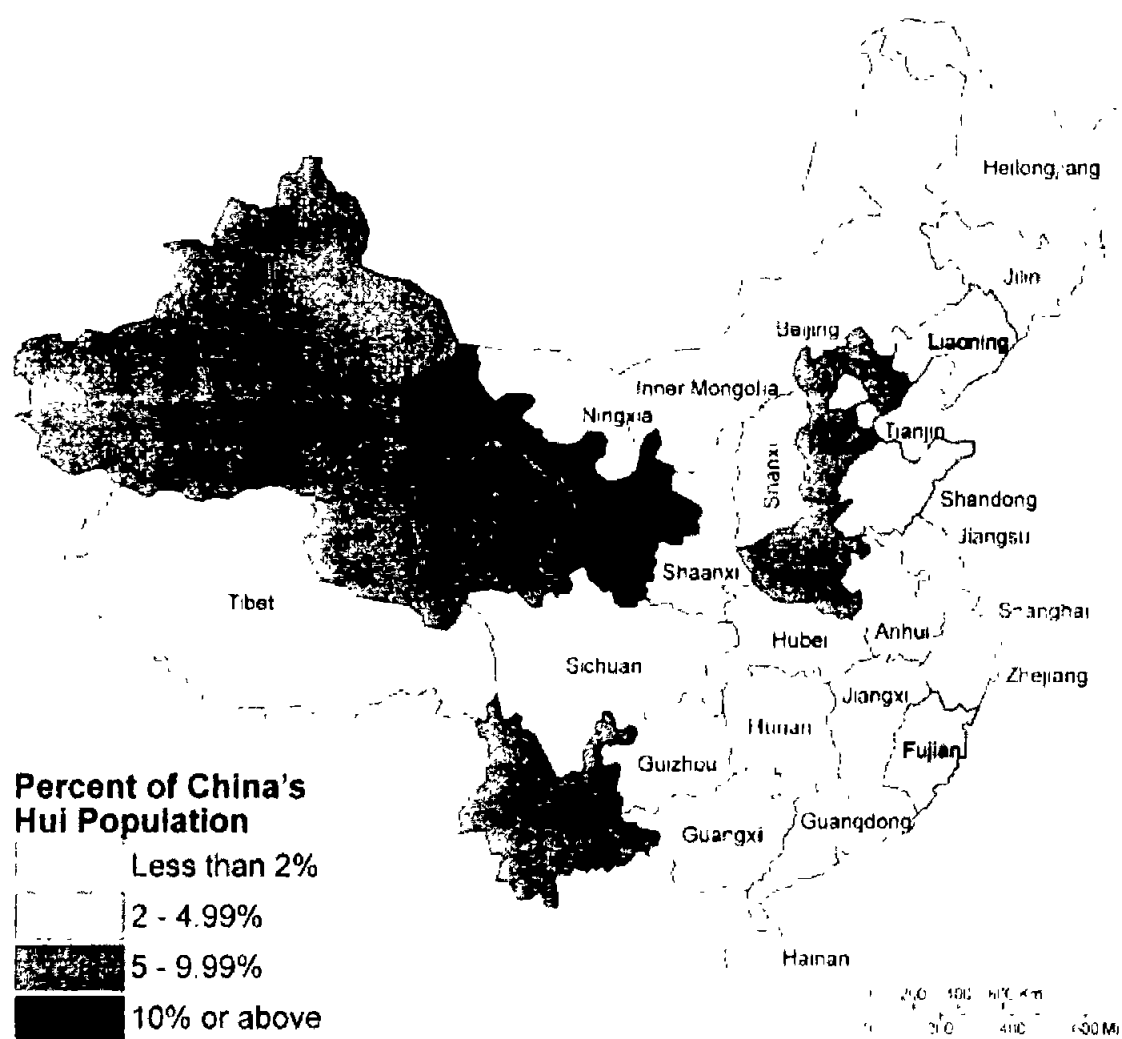 Jilin
Beijing
Liaoning
Inner Mongolia
Ningxia
Tianjin
Shanxi
Shandong
Jiangsu
Shaanxi
Tibet
Shanghai
Hubei
Anhui
Sichuan
Zhejiang
Jiangxi
Hunan
Fujian
Guizhou
Percent of China's
Hui Population
Guangxi
Guangdong
Less than 2%
2 - 4.99%
5 - 9.99%
Hainan
10% or above